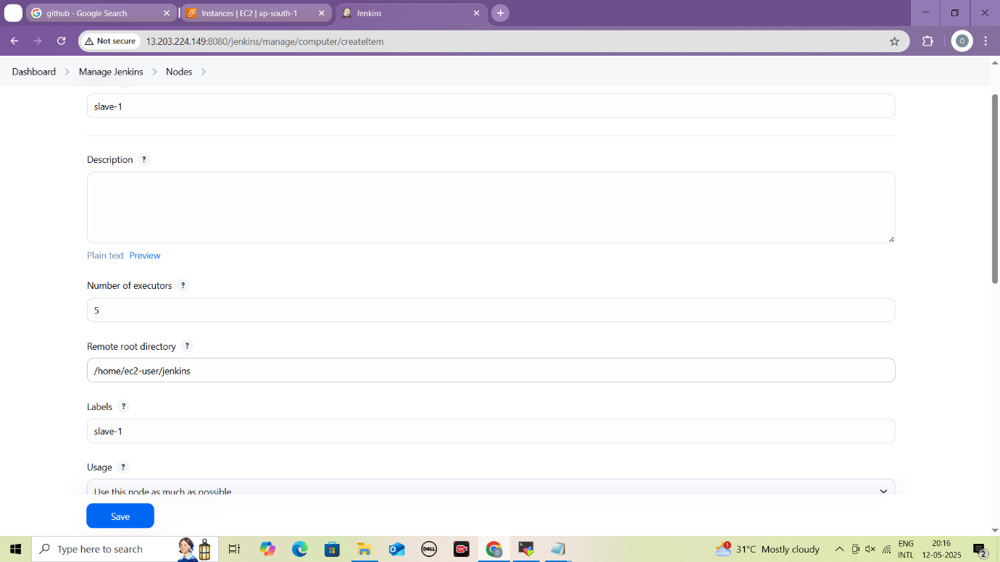 github - Google Search
Instances | EC2 | ap-south-1
Jenkins
Not secure
13.203.224.149:8080/jenkins/manage/computer/createItem
O
Dashboard
Manage Jenkins
Nodes
slave-1
Description ?
Plain text Preview
Number of executors ?
5
Remote root directory ?
/home/ec2-user/jenkins
Labels ?
slave-1
Usage ?
Use this node as much as possible
Save
Type here to search
DELL
1
31°C Mostly cloudy
ENG
INTL
20:16
12-05-2025
2